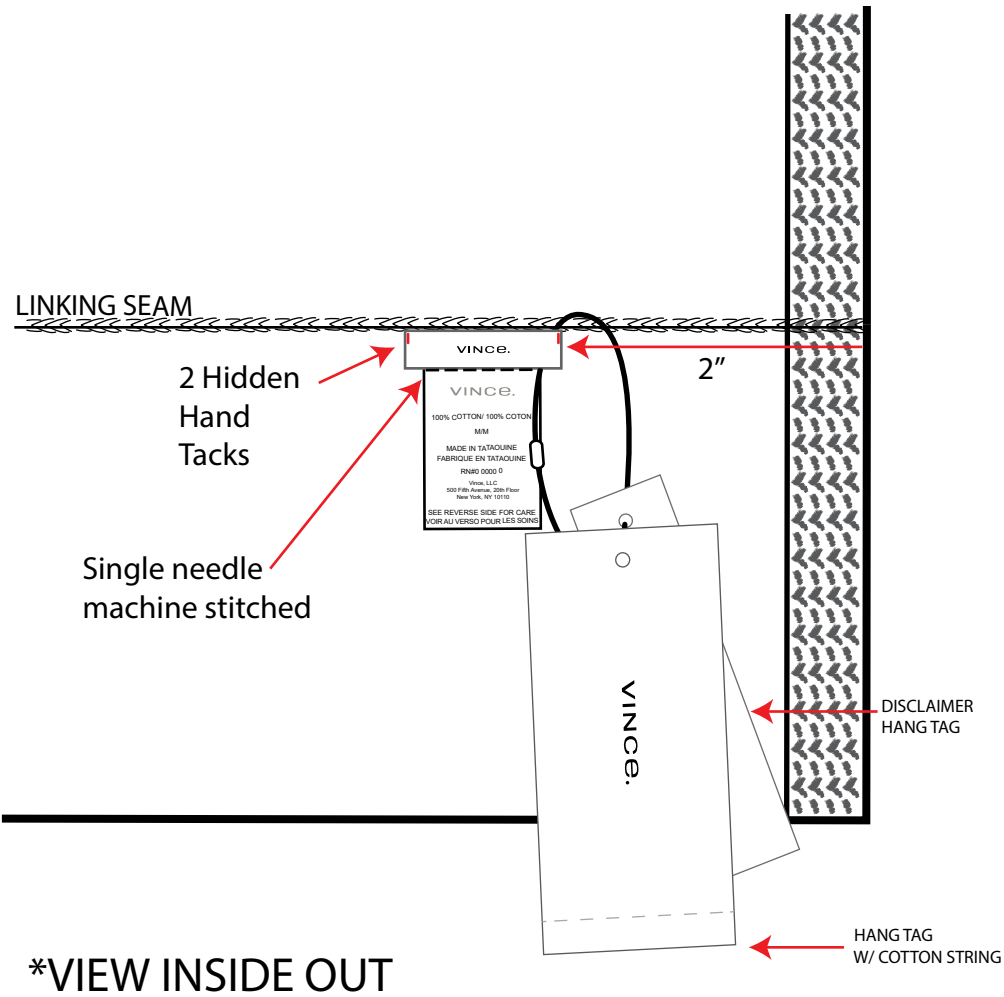 LINKING SEAM
VINCE.
2 Hidden
Hand
Tacks
2”
VINCE.
100% COTTON/ 100% COTON
M/M
MADE IN TATAOUINE
FABRIQUE EN TATAOUINE
RN#0 0000 0
Vince, LLC
500 Fifth Avenue, 20th Floor
New York, NY 10110
SEE REVERSE SIDE FOR CARE
VOIR AU VERSO POUR LES SOINS
Single needle
machine stitched
VINCE.
DISCLAIMER
HANG TAG
HANG TAG
W/ COTTON STRING
*VIEW INSIDE OUT